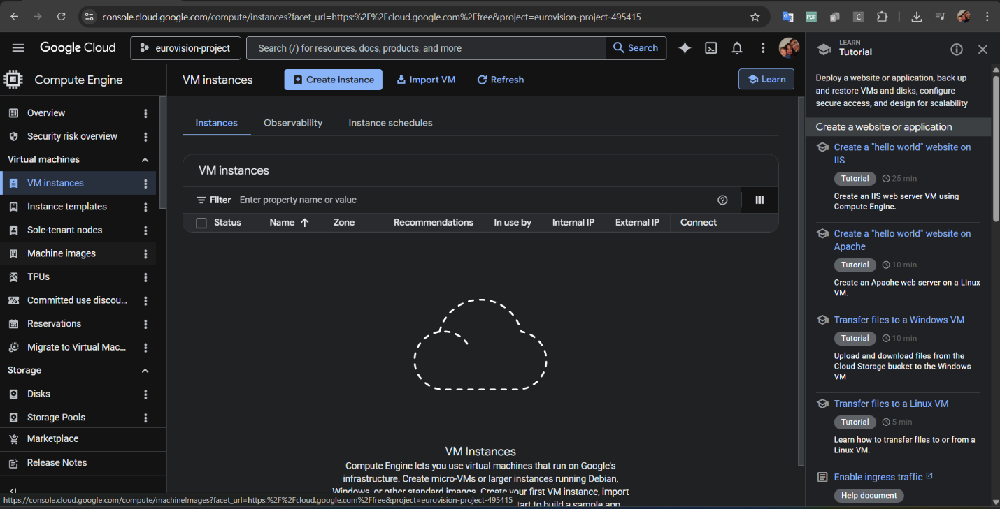 console.cloud.google.com/compute/instances?facet_url=https:%2F%2Fcloud.google.com%2Ffree&project=eurovision-project-495415
PDF
C
Google Cloud
eurovision-project
Search (/) for resources, docs, products, and more
Search
LEARN
Tutorial
Compute Engine
VM instances
Create instance
Import VM
Refresh
Learn
Overview
Security risk overview
Virtual machines
VM instances
Instance templates
Sole-tenant nodes
Machine images
TPUs
Committed use discou...
Reservations
Migrate to Virtual Mac...
Storage
Disks
Storage Pools
Marketplace
Release Notes
Instances
Observability
Instance schedules
VM instances
Filter Enter property name or value
Status Name Zone Recommendations In use by Internal IP External IP Connect
VM Instances
Compute Engine lets you use virtual machines that run on Google's
infrastructure. Create micro-VMs or larger instances running Debian,
Windows, or other standard images. Create your first VM instance, import
start to build a sample app
https://console.cloud.google.com/compute/machineImages?facet_url=https:%2F%2Fcloud.google.com%2Ffree&project=eurovision-project-495415
Deploy a website or application, back up
and restore VMs and disks, configure
secure access, and design for scalability
Create a website or application
Create a "hello world" website on
IIS
Tutorial 25 min
Create an IIS web server VM using
Compute Engine.
Create a "hello world" website on
Apache
Tutorial 10 min
Create an Apache web server on a Linux
VM.
Transfer files to a Windows VM
Tutorial 10 min
Upload and download files from the
Cloud Storage bucket to the Windows
VM
Transfer files to a Linux VM
Tutorial 5 min
Learn how to transfer files to or from a
Linux VM.
Enable ingress traffic
Help document